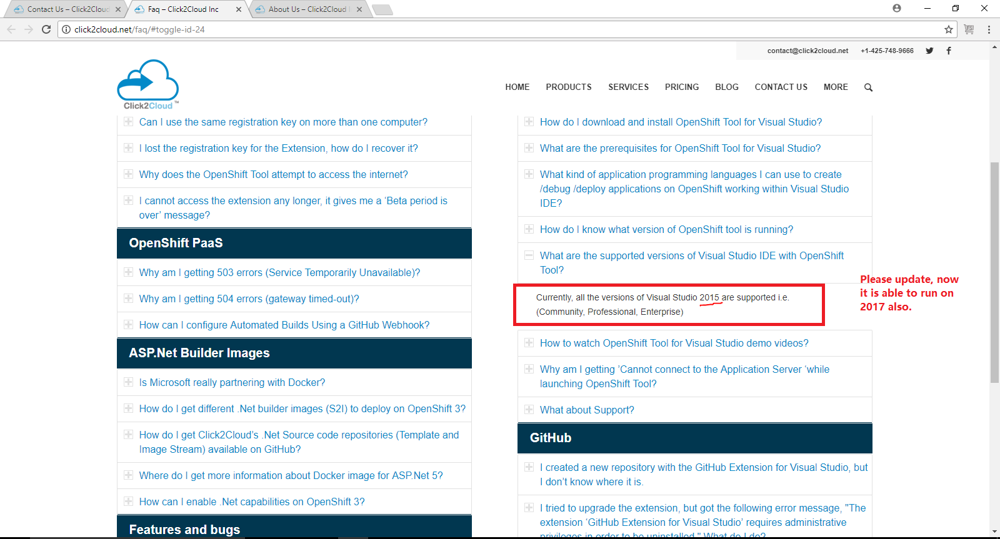 Contact Us – Click2Cloud
Faq – Click2Cloud Inc
About Us – Click2Cloud
click2cloud.net/faq/#toggle-id-24
contact@click2cloud.net +1-425-748-9666
Click2Cloud™
HOME PRODUCTS SERVICES PRICING BLOG CONTACT US MORE
Can I use the same registration key on more than one computer?
I lost the registration key for the Extension, how do I recover it?
Why does the OpenShift Tool attempt to access the internet?
I cannot access the extension any longer, it gives me a ‘Beta period is
over’ message?
OpenShift PaaS
Why am I getting 503 errors (Service Temporarily Unavailable)?
Why am I getting 504 errors (gateway timed-out)?
How can I configure Automated Builds Using a GitHub Webhook?
ASP.Net Builder Images
Is Microsoft really partnering with Docker?
How do I get different .Net builder images (S2I) to deploy on OpenShift 3?
How do I get Click2Cloud’s .Net Source code repositories (Template and
Image Stream) available on GitHub?
Where do I get more information about Docker image for ASP.Net 5?
How can I enable .Net capabilities on OpenShift 3?
Features and bugs
How do I download and install OpenShift Tool for Visual Studio?
What are the prerequisites for OpenShift Tool for Visual Studio?
What kind of application programming languages I can use to create
/debug /deploy applications on OpenShift working within Visual Studio
IDE?
How do I know what version of OpenShift tool is running?
What are the supported versions of Visual Studio IDE with OpenShift
Tool?
Currently, all the versions of Visual Studio 2015 are supported i.e.
(Community, Professional, Enterprise)
Please update, now
it is able to run on
2017 also.
How to watch OpenShift Tool for Visual Studio demo videos?
Why am I getting ’Cannot connect to the Application Server ‘while
launching OpenShift Tool?
What about Support?
GitHub
I created a new repository with the GitHub Extension for Visual Studio, but
I don’t know where it is.
I tried to upgrade the extension, but got the following error message, "The
extension ‘GitHub Extension for Visual Studio’ requires administrative
privileges in order to be uninstalled." What do I do?